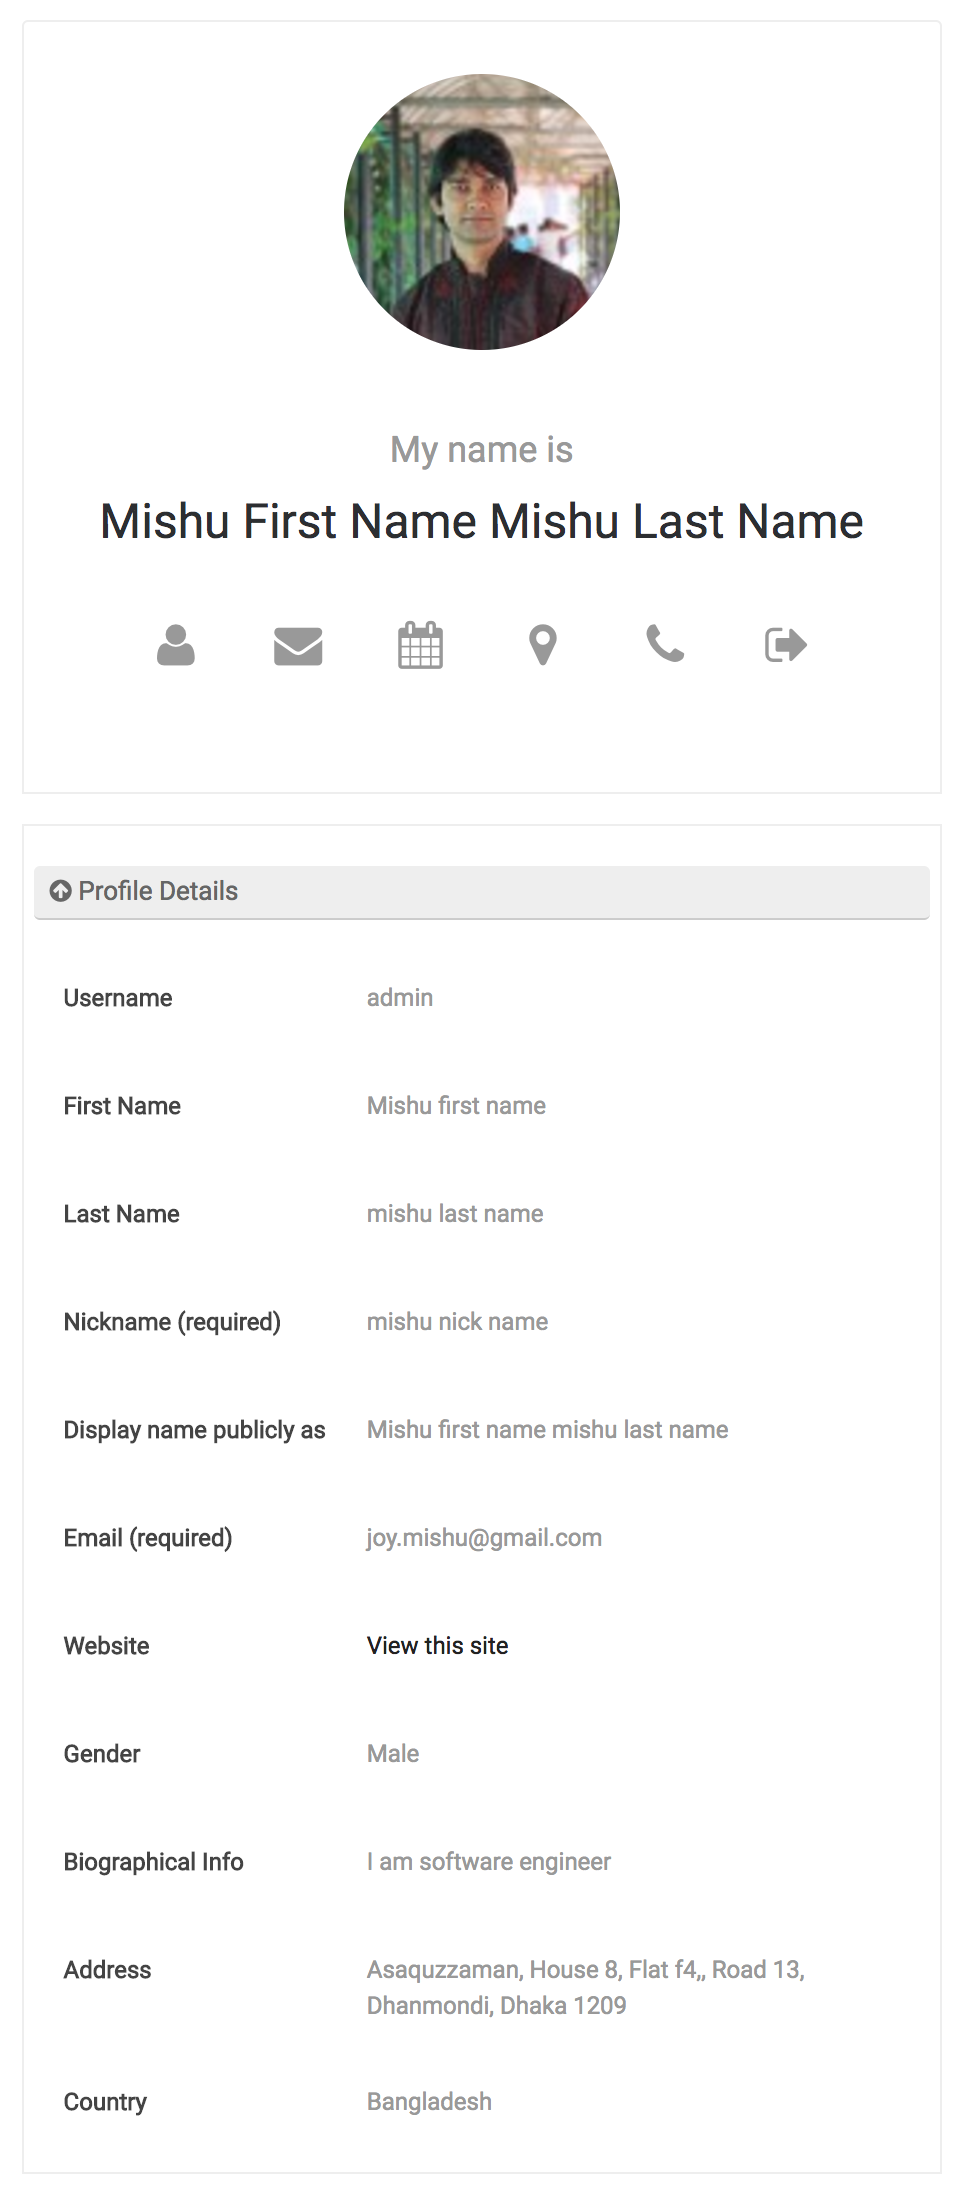 My name is
Mishu First Name Mishu Last Name
Profile Details
Username admin
First Name Mishu first name
Last Name mishu last name
Nickname (required) mishu nick name
Display name publicly as Mishu first name mishu last name
Email (required) joy.mishu@gmail.com
Website View this site
Gender Male
Biographical Info I am software engineer
Address Asaquzzaman, House 8, Flat f4,, Road 13,
Dhanmondi, Dhaka 1209
Country Bangladesh